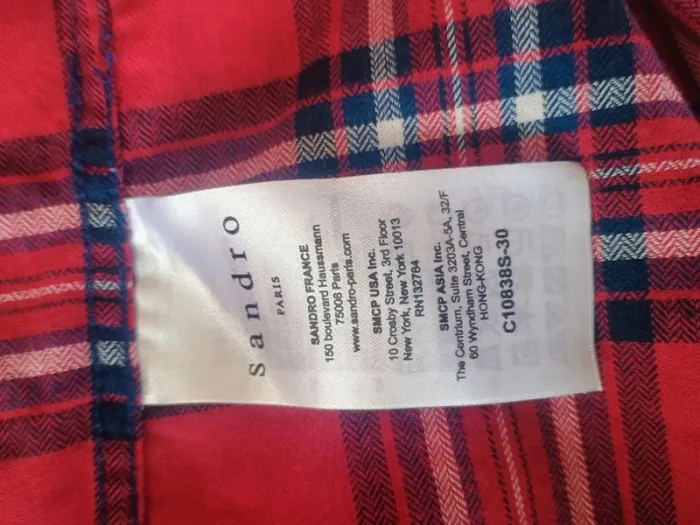 sandro
PARIS
SANDRO FRANCE
150 boulevard Haussmann
75008 Paris
www.sandro-paris.com
SMCP USA Inc.
10 Crosby Street, 3rd Floor
New York, New York 10013
RN132784
SMCP ASIA Inc.
The Centrium, Suite 3203A-5A, 32/F
60 Wyndham Street, Central
HONG-KONG
C10838S-30